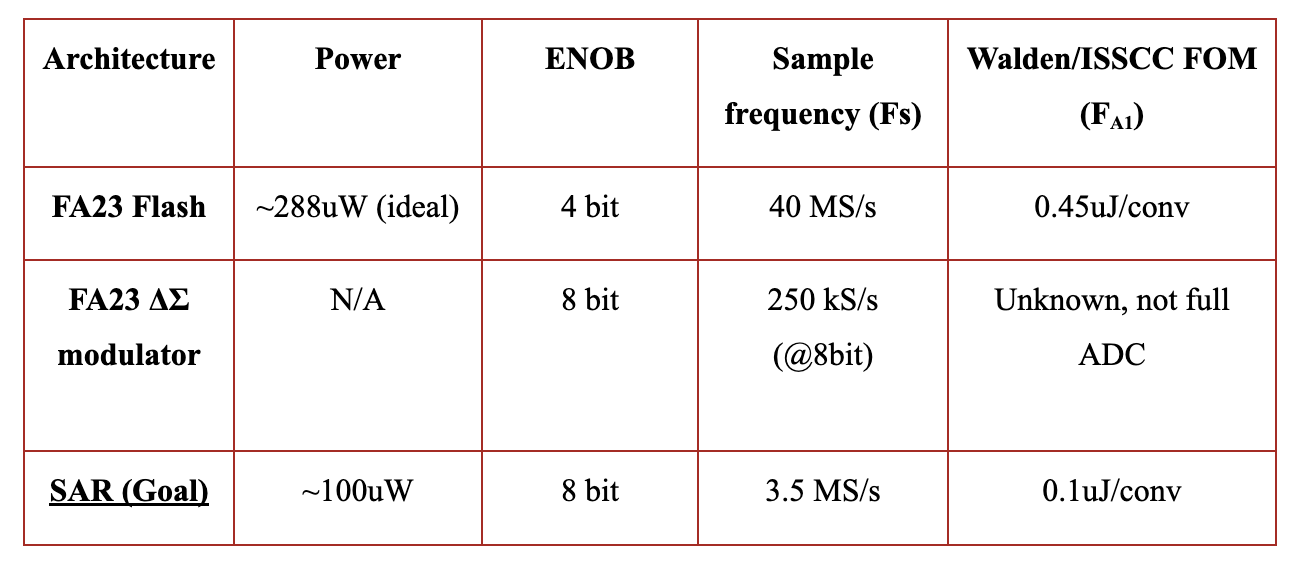 Architecture
Power
ENOB
Sample
frequency (Fs)
Walden/ISSCC FOM
(F_A1)
FA23 Flash
~288uW (ideal)
4 bit
40 MS/s
0.45uJ/conv
FA23 ΔΣ
modulator
N/A
8 bit
250 kS/s
(@8bit)
Unknown, not full
ADC
SAR (Goal)
~100uW
8 bit
3.5 MS/s
0.1uJ/conv